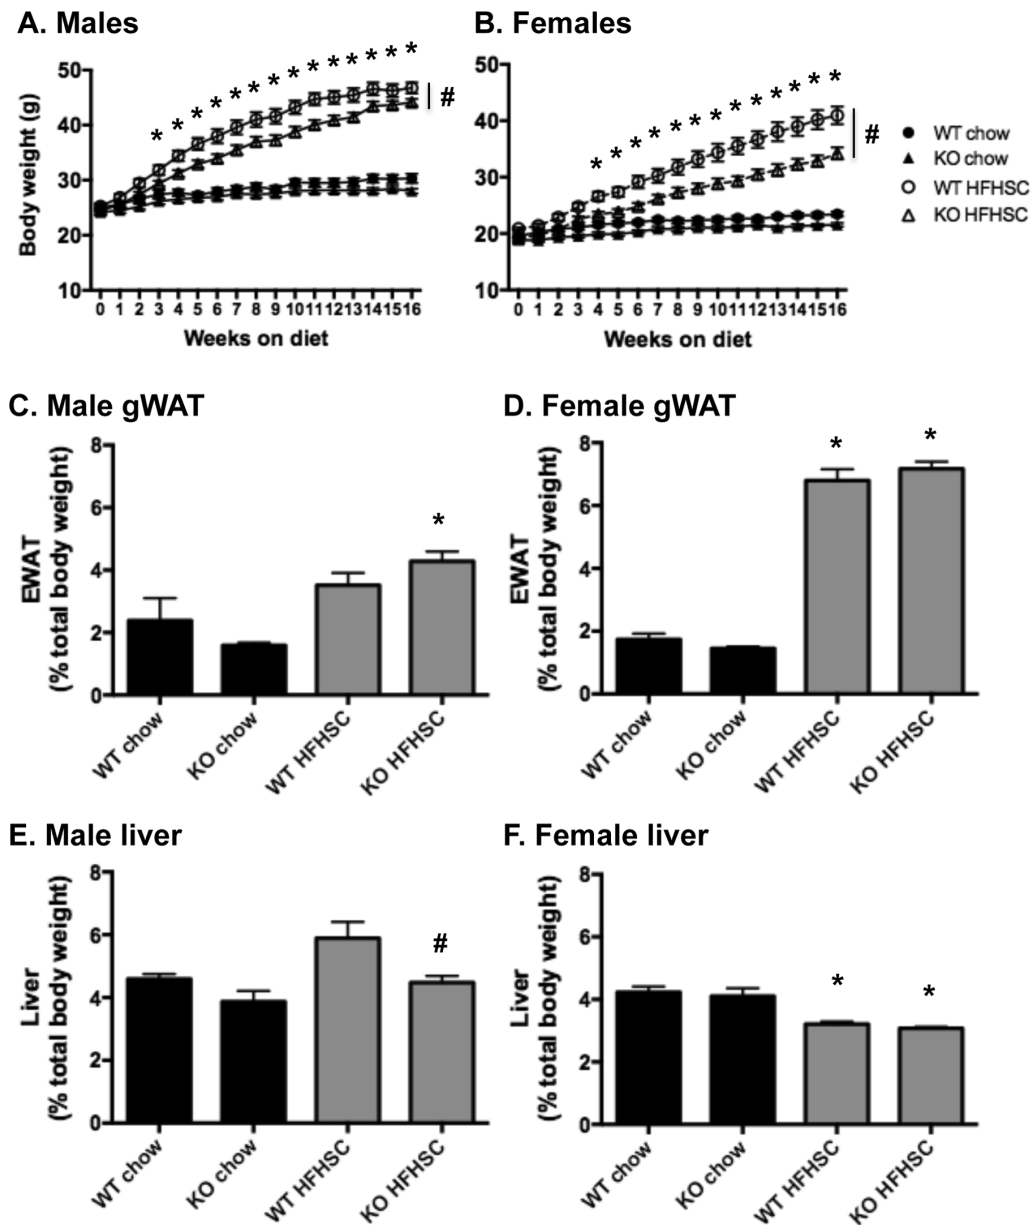 A. Males
B. Females
* * * * * * * * * * * * * *
* * * * * * * * * * * * *
Body weight (g)
50
40
30
20
10
#
0 1 2 3 4 5 6 7 8 9 10 11 12 13 14 15 16
Weeks on diet
50
40
30
20
10
#
0 1 2 3 4 5 6 7 8 9 10 11 12 13 14 15 16
Weeks on diet
WT chow
KO chow
WT HFHSC
KO HFHSC
C. Male gWAT
EWAT
(% total body weight)
8
6
4
2
0
*
WT chow
KO chow
WT HFHSC
KO HFHSC
D. Female gWAT
EWAT
(% total body weight)
8
6
4
2
0
*
*
WT chow
KO chow
WT HFHSC
KO HFHSC
E. Male liver
Liver
(% total body weight)
8
6
4
2
0
#
WT chow
KO chow
WT HFHSC
KO HFHSC
F. Female liver
Liver
(% total body weight)
8
6
4
2
0
*
*
WT chow
KO chow
WT HFHSC
KO HFHSC